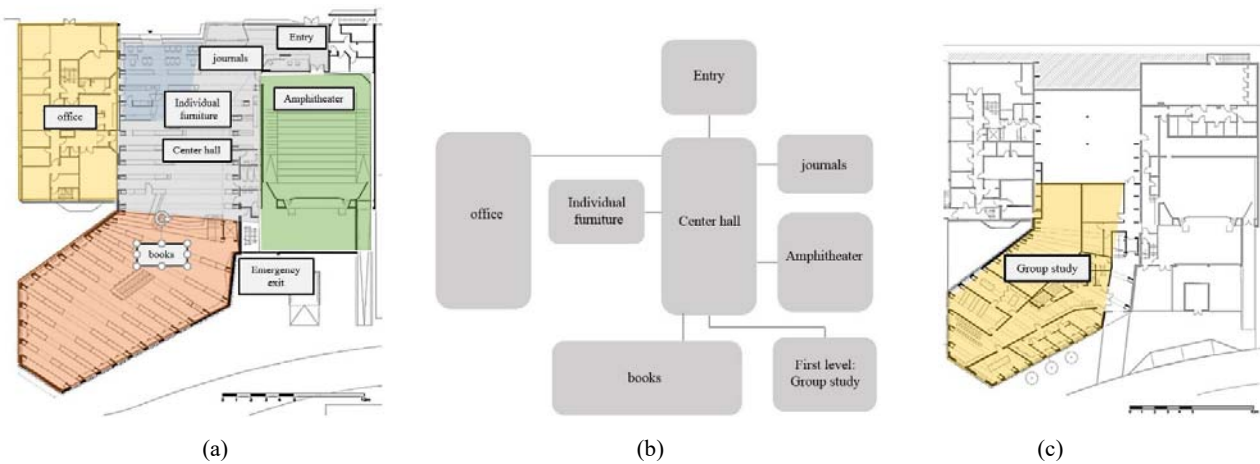 Entry
journals
Amphitheater
Individual
furniture
office
Center hall
books
Emergency
exit
(a)
Entry
journals
office
Individual
furniture
Center hall
Amphitheater
books
First level:
Group study
(b)
Group study
(c)